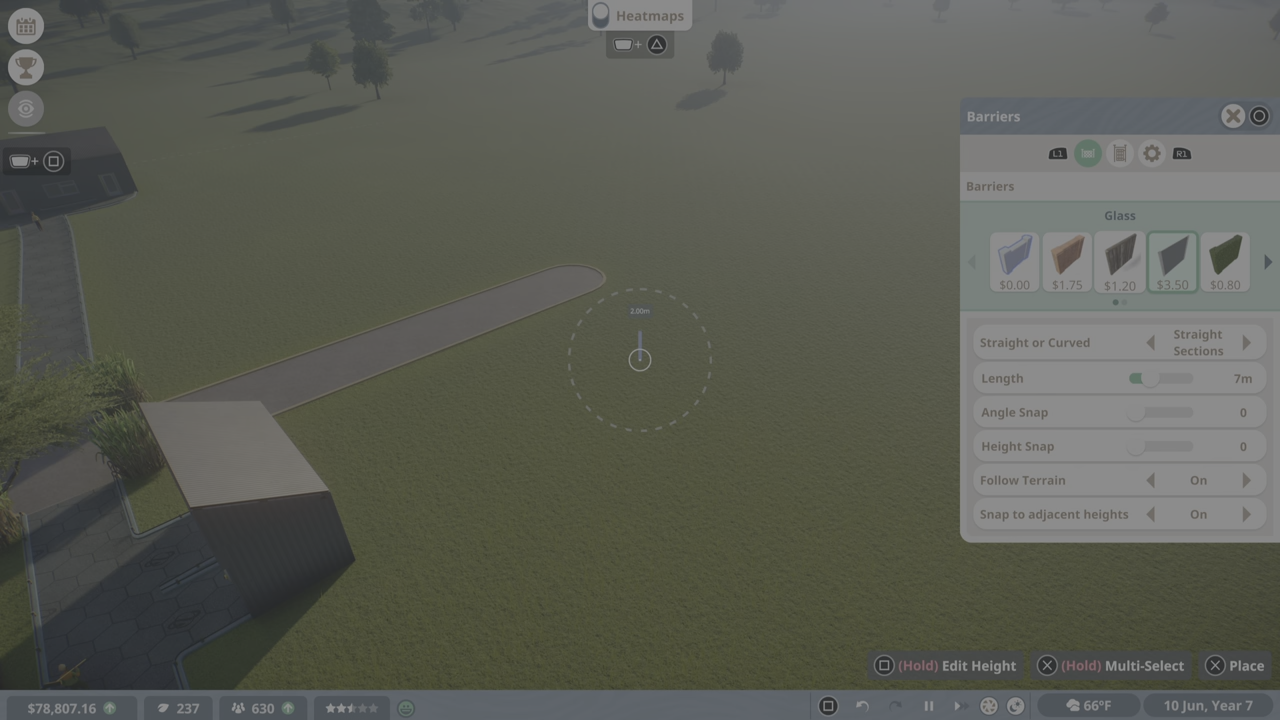 Heatmaps
+
+
Barriers
L1
R1
Barriers
Glass
$0.00 $1.75 $1.20 $3.50 $0.80
Straight or Curved Straight Sections
Length 7m
Angle Snap 0
Height Snap 0
Follow Terrain On
Snap to adjacent heights On
2.00m
(Hold) Edit Height (Hold) Multi-Select Place
$78,807.16 237 630 66°F 10 Jun, Year 7